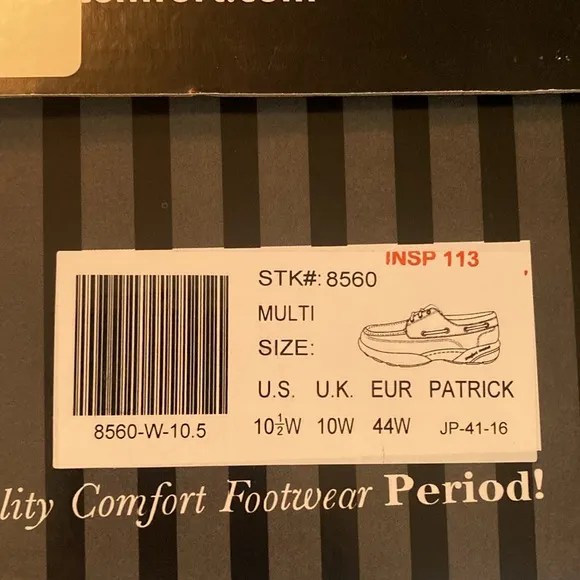 INSP 113
STK#: 8560
MULTI
SIZE:
U.S. U.K. EUR PATRICK
10½W 10W 44W JP-41-16
8560-W-10.5
Comfort Footwear Period!